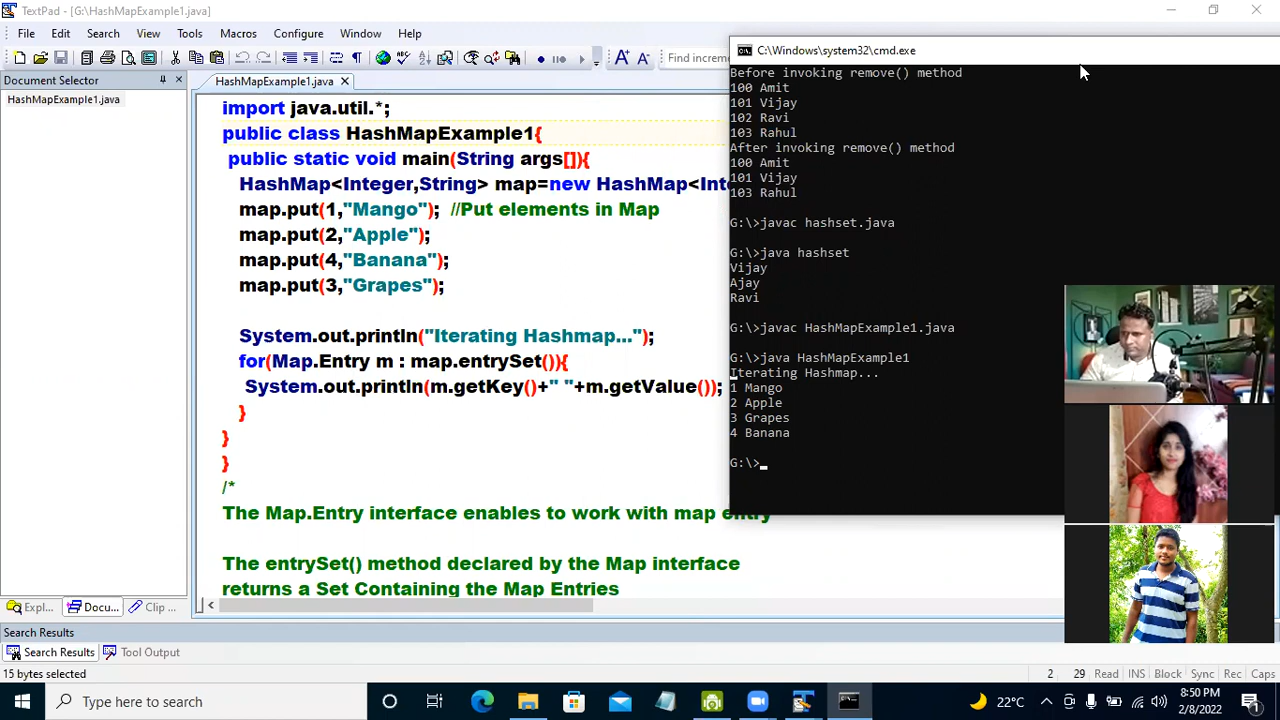 TextPad - [G:\HashMapExample1.java]
File Edit Search View Tools Macros Configure Window Help
Find increm
Document Selector
HashMapExample1.java
HashMapExample1.java
import java.util.*;
public class HashMapExample1{
public static void main(String args[]){
HashMap<Integer,String> map=new HashMap<Inte
map.put(1,"Mango"); //Put elements in Map
map.put(2,"Apple");
map.put(4,"Banana");
map.put(3,"Grapes");
System.out.println("Iterating Hashmap...");
for(Map.Entry m : map.entrySet()){
System.out.println(m.getKey()+" "+m.getValue());
}
}
}
/*
The Map.Entry interface enables to work with map entry
The entrySet() method declared by the Map interface
returns a Set Containing the Map Entries
C:\Windows\system32\cmd.exe
Before invoking remove() method
100 Amit
101 Vijay
102 Ravi
103 Rahul
After invoking remove() method
100 Amit
101 Vijay
103 Rahul
G:\>javac hashset.java
G:\>java hashset
Vijay
Ajay
Ravi
G:\>javac HashMapExample1.java
G:\>java HashMapExample1
Iterating Hashmap...
1 Mango
2 Apple
3 Grapes
4 Banana
G:\>
Expl... Docu... Clip ...
Search Results
Search Results Tool Output
15 bytes selected
2 29 Read INS Block Sync Rec Caps
Type here to search
22°C
8:50 PM
2/8/2022
1